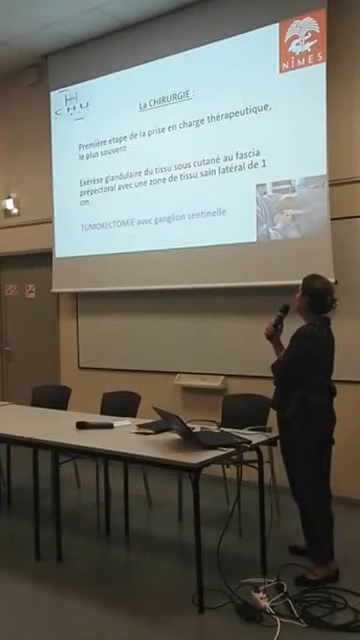 CHU
NÎMES
La CHIRURGIE :
Première étape de la prise en charge thérapeutique,
le plus souvent
Exérèse glandulaire du tissu sous cutané au fascia
prépectoral avec une zone de tissu sain latéral de 1
cm
TUMORECTOMIE avec ganglion sentinelle